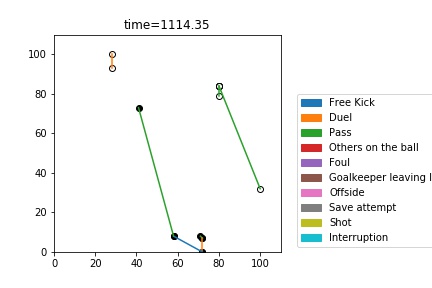 time=1114.35
100
80
60
40
20
0
0 20 40 60 80 100
Free Kick
Duel
Pass
Others on the ball
Foul
Goalkeeper leaving l
Offside
Save attempt
Shot
Interruption